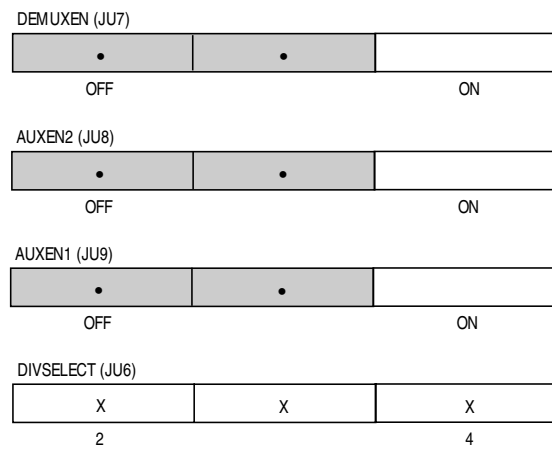 DEMUXEN (JU7)
OFF ON
AUXEN2 (JU8)
OFF ON
AUXEN1 (JU9)
OFF ON
DIVSELECT (JU6)
X X X
2 4